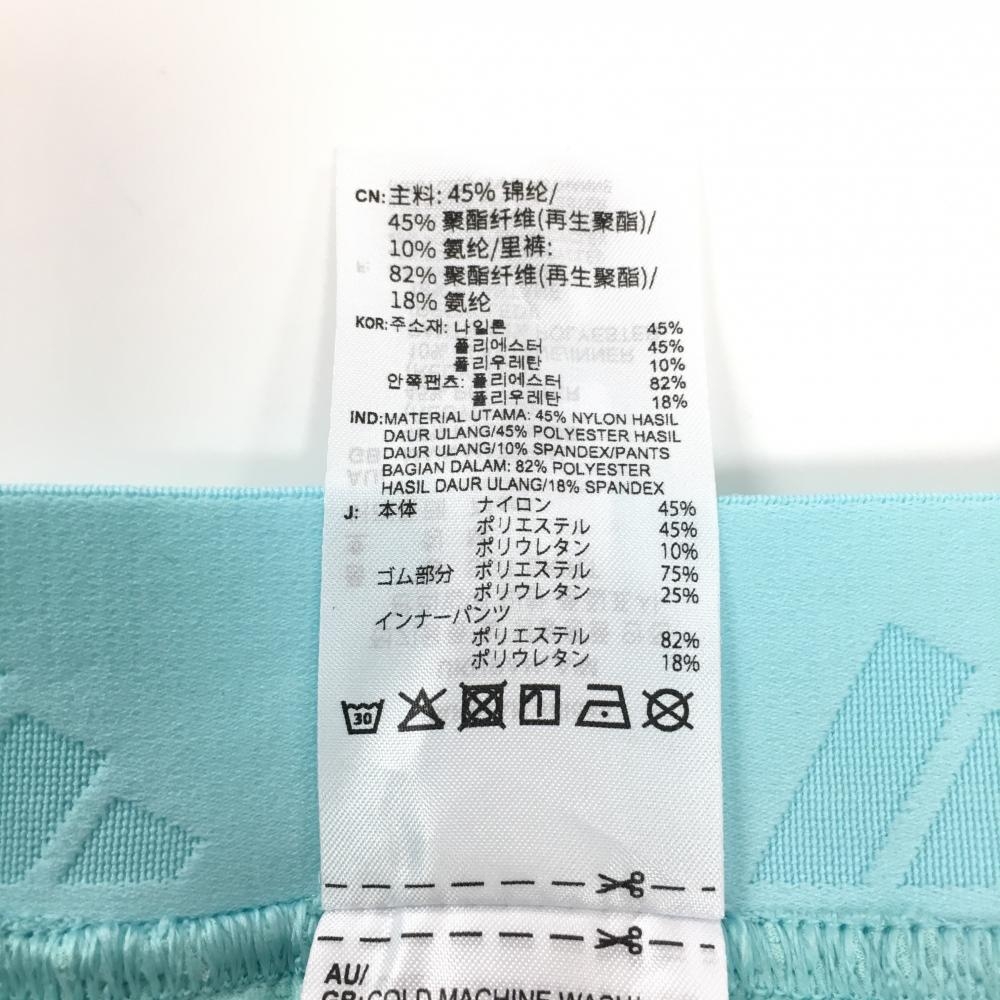 CN: 主料: 45% 锦纶/
45% 聚酯纤维(再生聚酯)/
10% 氨纶/里裤:
82% 聚酯纤维(再生聚酯)/
18% 氨纶
KOR: 주소재: 나일론 45%
폴리에스터 45%
폴리우레탄 10%
안쪽팬츠: 폴리에스터 82%
폴리우레탄 18%
IND: MATERIAL UTAMA: 45% NYLON HASIL
DAUR ULANG/45% POLYESTER HASIL
DAUR ULANG/10% SPANDEX/PANTS
BAGIAN DALAM: 82% POLYESTER
HASIL DAUR ULANG/18% SPANDEX
J: 本体 ナイロン 45%
ポリエステル 45%
ポリウレタン 10%
ゴム部分 ポリエステル 75%
ポリウレタン 25%
インナーパンツ
ポリエステル 82%
ポリウレタン 18%
30
AU/
GB: COLD MACHINE WASH/